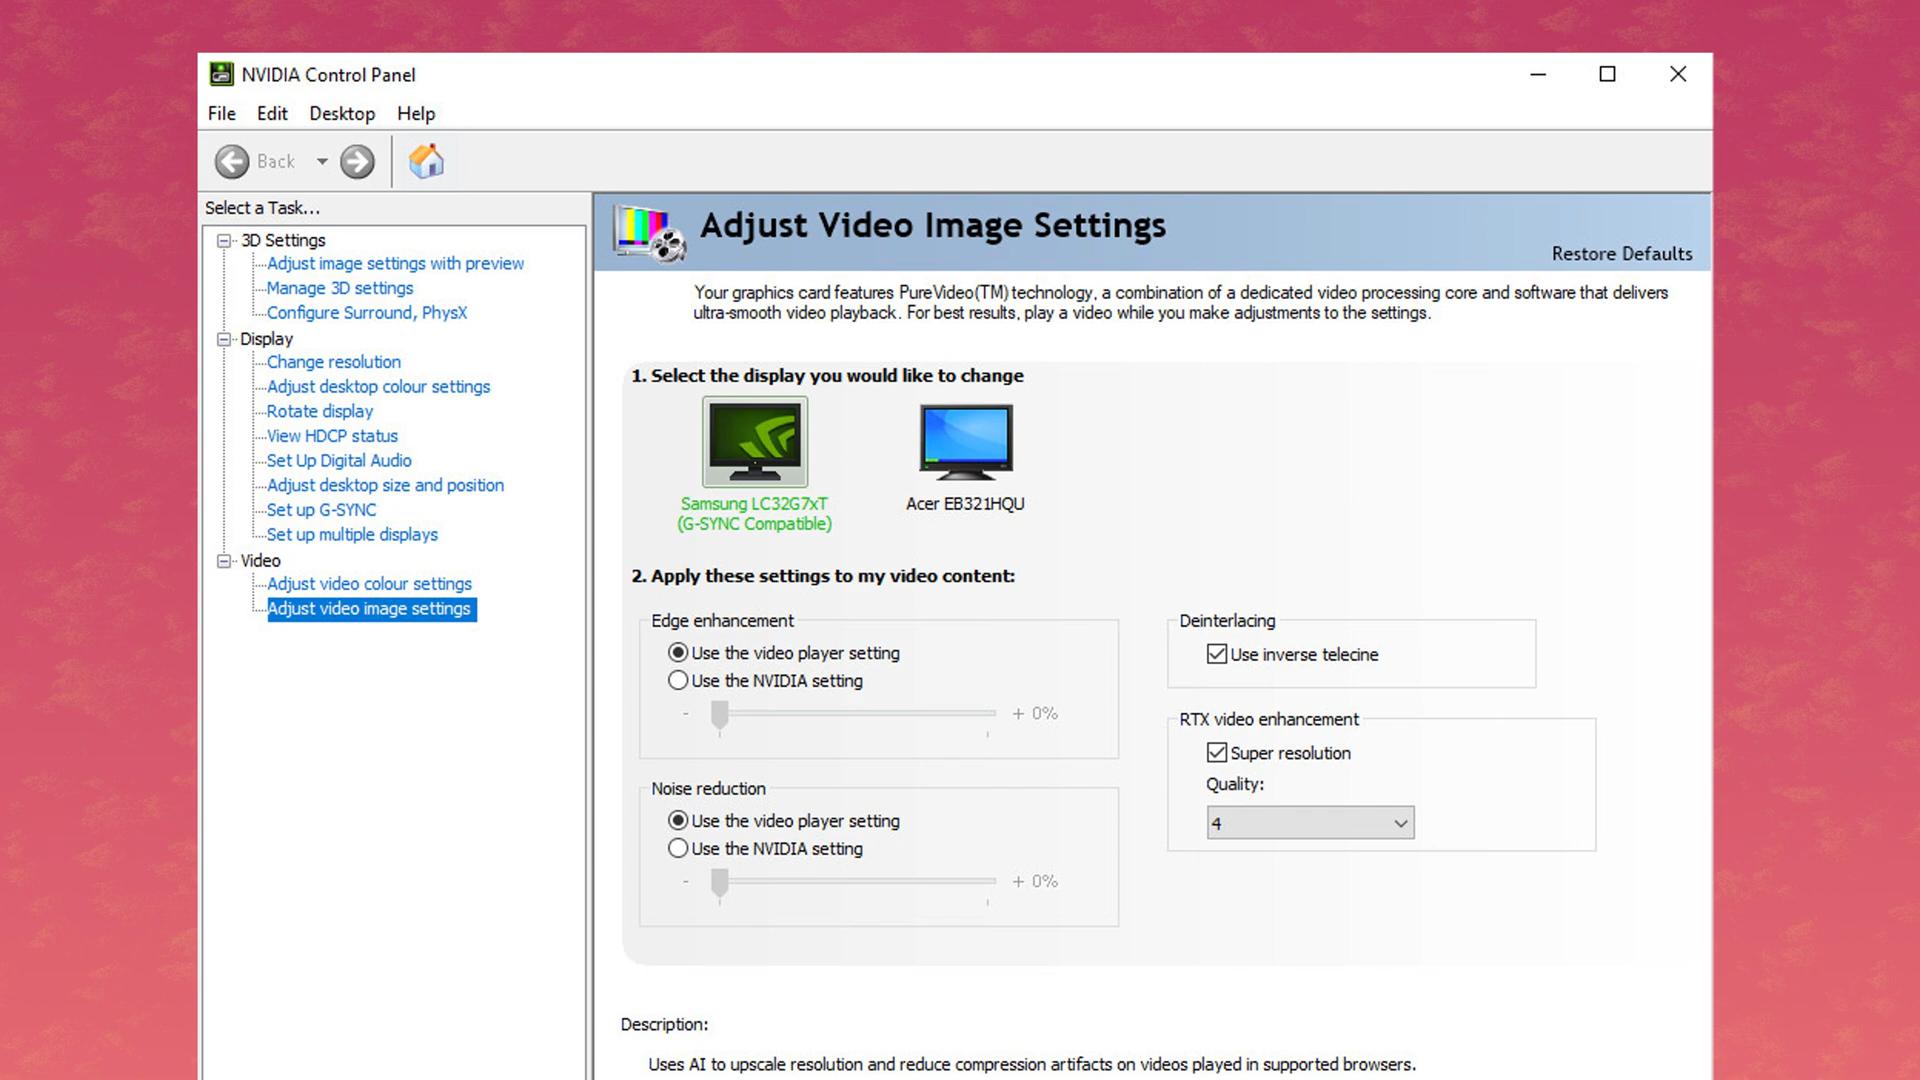 NVIDIA Control Panel
File Edit Desktop Help
Back
Select a Task...
3D Settings
Adjust image settings with preview
Manage 3D settings
Configure Surround, PhysX
Display
Change resolution
Adjust desktop colour settings
Rotate display
View HDCP status
Set Up Digital Audio
Adjust desktop size and position
Set up G-SYNC
Set up multiple displays
Video
Adjust video colour settings
Adjust video image settings
Adjust Video Image Settings
Restore Defaults
Your graphics card features PureVideo(TM) technology, a combination of a dedicated video processing core and software that delivers
ultra-smooth video playback. For best results, play a video while you make adjustments to the settings.
1. Select the display you would like to change
Samsung LC32G7xT
(G-SYNC Compatible)
Acer EB321HQU
2. Apply these settings to my video content:
Edge enhancement
Use the video player setting
Use the NVIDIA setting
- + 0%
Noise reduction
Use the video player setting
Use the NVIDIA setting
- + 0%
Deinterlacing
Use inverse telecine
RTX video enhancement
Super resolution
Quality:
4
Description:
Uses AI to upscale resolution and reduce compression artifacts on videos played in supported browsers.